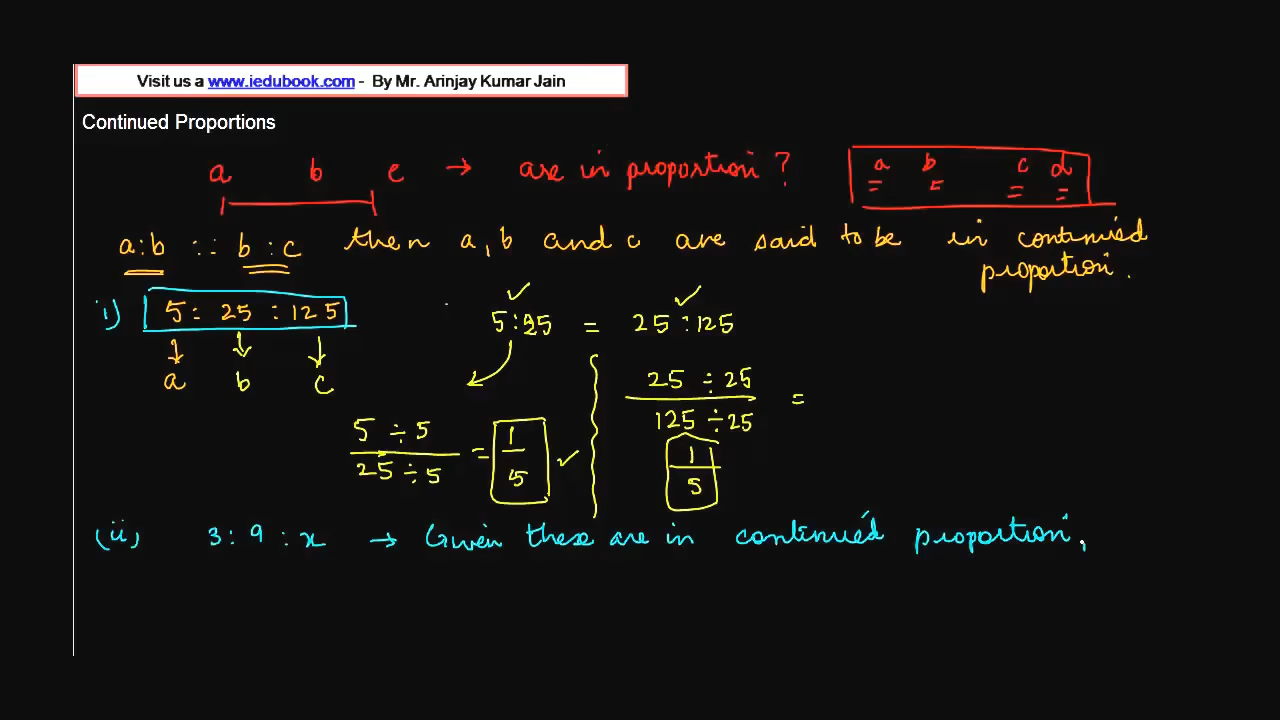 Visit us a www.iedubook.com - By Mr. Arinjay Kumar Jain
Continued Proportions
a b c → are in proportion ? a b c d
a:b :: b:c then a, b and c are said to be in continued
proportion.
i) 5: 25 : 125 5:25 = 25:125
a b c
25 ÷ 25 =
125 ÷ 25
5 ÷ 5 = 1
25 ÷ 5 5
1
5
(ii) 3: 9 : x → Given these are in continued proportion,